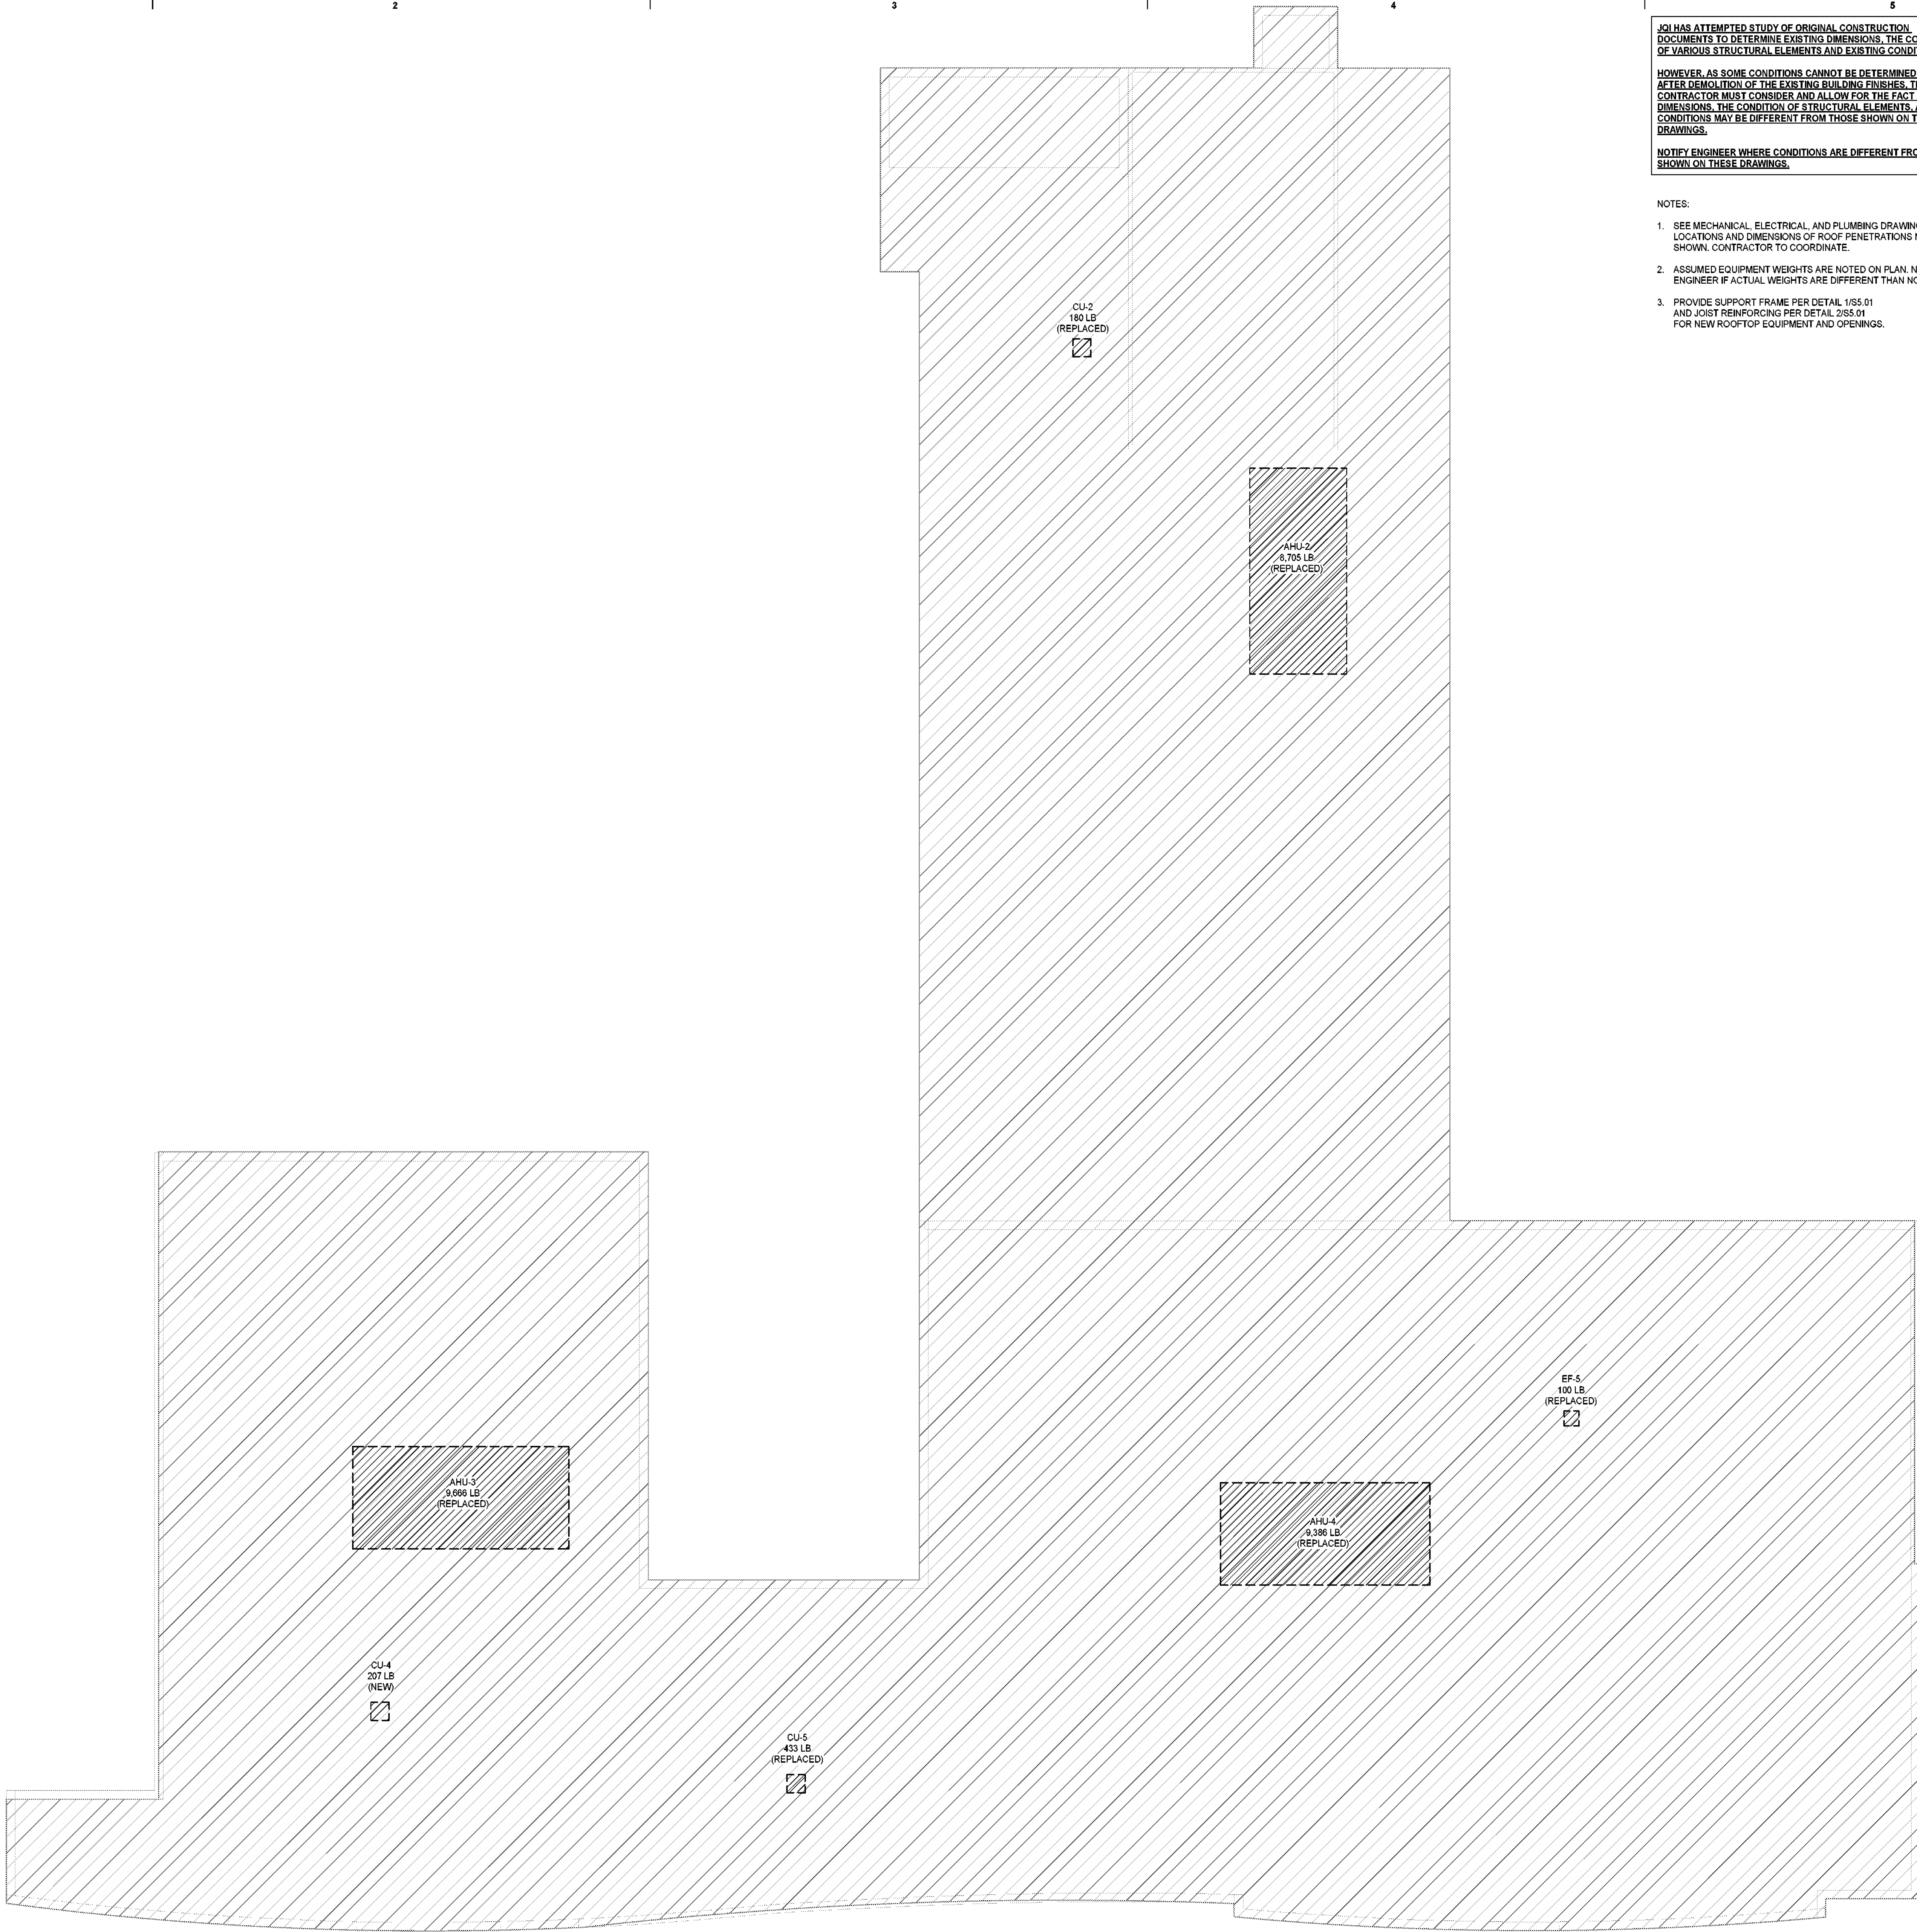 2
3
4
5
JQI HAS ATTEMPTED STUDY OF ORIGINAL CONSTRUCTION
DOCUMENTS TO DETERMINE EXISTING DIMENSIONS, THE
OF VARIOUS STRUCTURAL ELEMENTS AND EXISTING
HOWEVER, AS SOME CONDITIONS CANNOT BE DETERMINED
AFTER DEMOLITION OF THE EXISTING BUILDING FINISHES,
CONTRACTOR MUST CONSIDER AND ALLOW FOR THE FACT
DIMENSIONS, THE CONDITION OF STRUCTURAL ELEMENTS,
CONDITIONS MAY BE DIFFERENT FROM THOSE SHOWN ON
DRAWINGS.
NOTIFY ENGINEER WHERE CONDITIONS ARE DIFFERENT
SHOWN ON THESE DRAWINGS.
NOTES:
1. SEE MECHANICAL, ELECTRICAL, AND PLUMBING
LOCATIONS AND DIMENSIONS OF ROOF PENETRATIONS
SHOWN. CONTRACTOR TO COORDINATE.
2. ASSUMED EQUIPMENT WEIGHTS ARE NOTED ON PLAN.
ENGINEER IF ACTUAL WEIGHTS ARE DIFFERENT THAN
3. PROVIDE SUPPORT FRAME PER DETAIL 1/S5.01
AND JOIST REINFORCING PER DETAIL 2/S5.01
FOR NEW ROOFTOP EQUIPMENT AND OPENINGS.
CU-2
180 LB
(REPLACED)
AHU-2
8,705 LB
(REPLACED)
EF-5
100 LB
(REPLACED)
AHU-3
9,666 LB
(REPLACED)
AHU-4
9,386 LB
(REPLACED)
CU-4
207 LB
(NEW)
CU-5
433 LB
(REPLACED)